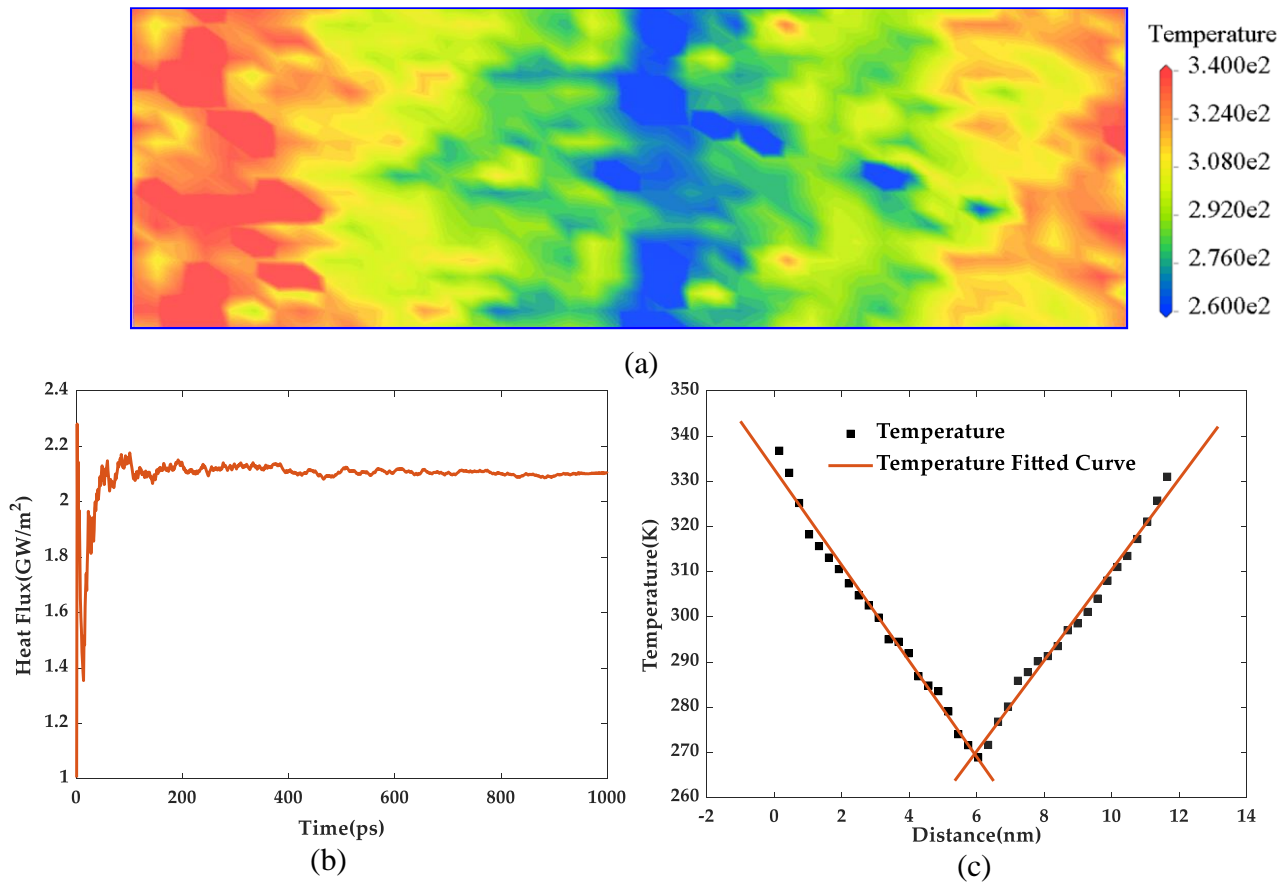 Temperature
3.400e2
3.240e2
3.080e2
2.920e2
2.760e2
2.600e2
(a)
2.4
2.2
2
1.8
1.6
1.4
1.2
1
0
200
400
600
800
1000
Heat Flux(GW/m²)
Time(ps)
(b)
350
340
330
320
310
300
290
280
270
260
-2
0
2
4
6
8
10
12
14
Temperature(K)
Distance(nm)
Temperature
Temperature Fitted Curve
(c)